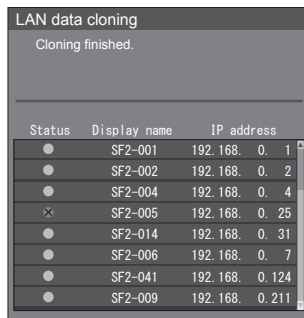 LAN data cloning
Cloning finished.
Status Display name IP address
SF2-001 192.168. 0. 1
SF2-002 192.168. 0. 2
SF2-004 192.168. 0. 4
SF2-005 192.168. 0. 25
SF2-014 192.168. 0. 31
SF2-006 192.168. 0. 7
SF2-041 192.168. 0.124
SF2-009 192.168. 0.211